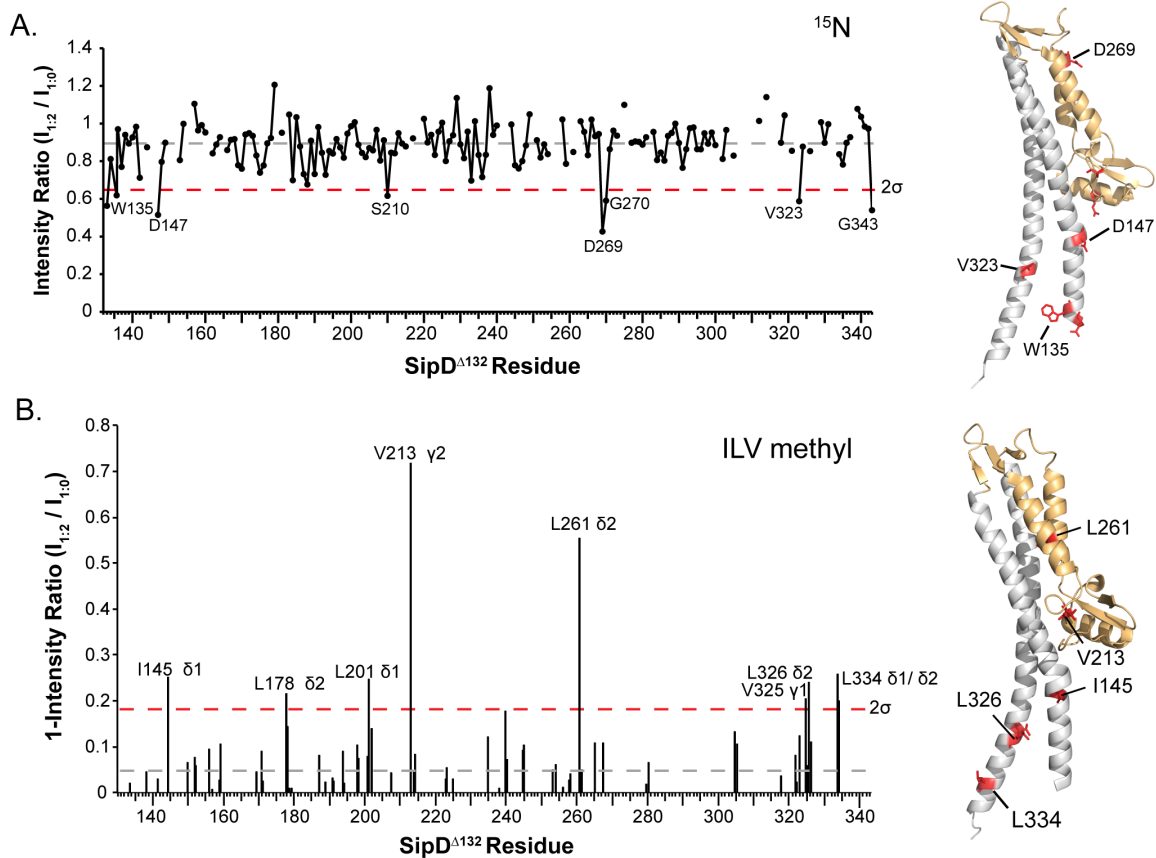 A.
¹⁵N
Intensity Ratio (I₁:₂ / I₁:₀)
1.4
1.2
1
0.8
0.6
0.4
0.2
0
2σ
W135
D147
S210
D269
G270
V323
G343
140 160 180 200 220 240 260 280 300 320 340
SipD^Δ132 Residue
D269
D147
V323
W135
B.
ILV methyl
1-Intensity Ratio (I₁:₂ / I₁:₀)
0.8
0.7
0.6
0.5
0.4
0.3
0.2
0.1
0
V213 γ2
L261 δ2
I145 δ1
L178 δ2
L201 δ1
L326 δ2
V325 γ1
L334 δ1/ δ2
2σ
140 160 180 200 220 240 260 280 300 320 340
SipD^Δ132 Residue
L261
V213
I145
L326
L334